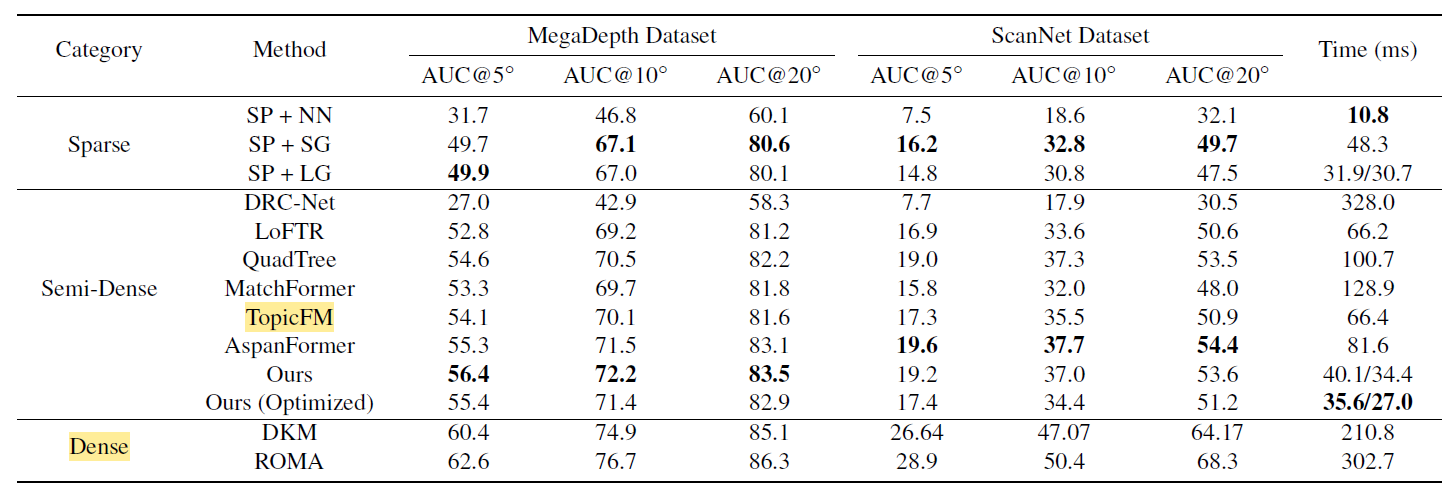 Category Method MegaDepth Dataset ScanNet Dataset Time (ms)
AUC@5° AUC@10° AUC@20° AUC@5° AUC@10° AUC@20°
SP + NN 31.7 46.8 60.1 7.5 18.6 32.1 10.8
Sparse SP + SG 49.7 67.1 80.6 16.2 32.8 49.7 48.3
SP + LG 49.9 67.0 80.1 14.8 30.8 47.5 31.9/30.7
DRC-Net 27.0 42.9 58.3 7.7 17.9 30.5 328.0
LoFTR 52.8 69.2 81.2 16.9 33.6 50.6 66.2
QuadTree 54.6 70.5 82.2 19.0 37.3 53.5 100.7
Semi-Dense MatchFormer 53.3 69.7 81.8 15.8 32.0 48.0 128.9
TopicFM 54.1 70.1 81.6 17.3 35.5 50.9 66.4
AspanFormer 55.3 71.5 83.1 19.6 37.7 54.4 81.6
Ours 56.4 72.2 83.5 19.2 37.0 53.6 40.1/34.4
Ours (Optimized) 55.4 71.4 82.9 17.4 34.4 51.2 35.6/27.0
Dense DKM 60.4 74.9 85.1 26.64 47.07 64.17 210.8
ROMA 62.6 76.7 86.3 28.9 50.4 68.3 302.7